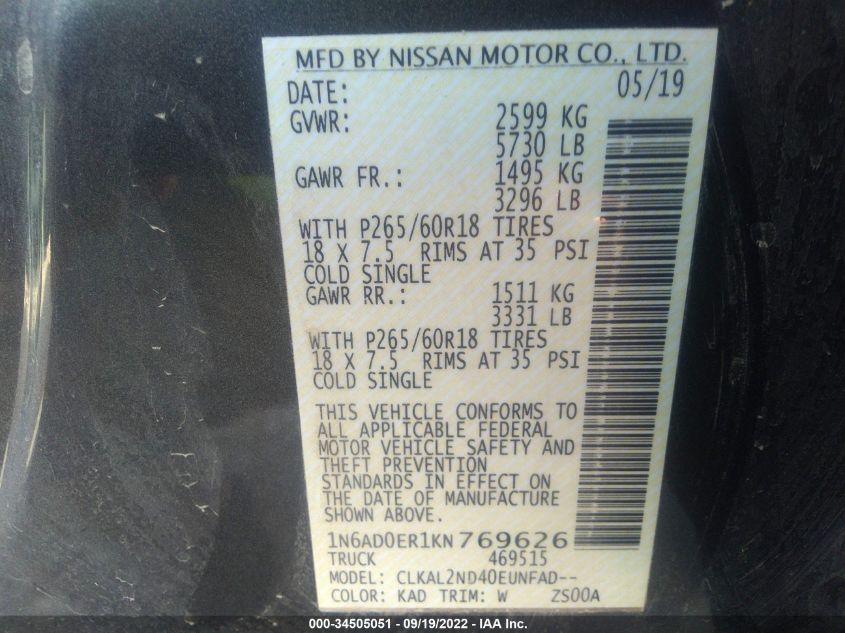 MFD BY NISSAN MOTOR CO., LTD.
DATE: 05/19
GVWR: 2599 KG
5730 LB
GAWR FR.: 1495 KG
3296 LB
WITH P265/60R18 TIRES
18 X 7.5 RIMS AT 35 PSI
COLD SINGLE
GAWR RR.: 1511 KG
3331 LB
WITH P265/60R18 TIRES
18 X 7.5 RIMS AT 35 PSI
COLD SINGLE
THIS VEHICLE CONFORMS TO
ALL APPLICABLE FEDERAL
MOTOR VEHICLE SAFETY AND
THEFT PREVENTION
STANDARDS IN EFFECT ON
THE DATE OF MANUFACTURE
SHOWN ABOVE.
1N6AD0ER1KN769626
TRUCK 469515
MODEL: CLKAL2ND40EUNFAD--
COLOR: KAD TRIM: W ZS00A
000-34505051 - 09/19/2022 - IAA Inc.